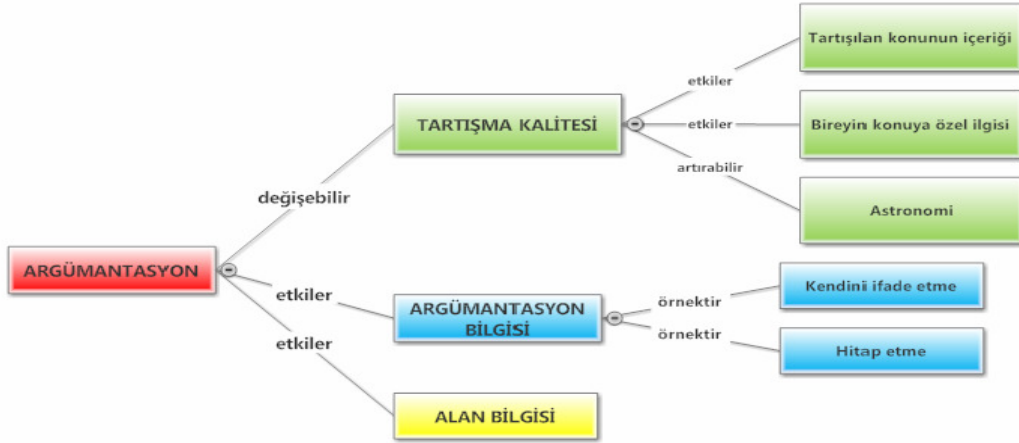 Tartışılan konunun içeriği
etkiler
TARTIŞMA KALİTESİ
etkiler
Bireyin konuya özel ilgisi
artırabilir
değişebilir
Astronomi
ARGÜMANTASYON
Kendini ifade etme
etkiler
ARGÜMANTASYON
BİLGİSİ
örnektir
örnektir
etkiler
Hitap etme
ALAN BİLGİSİ